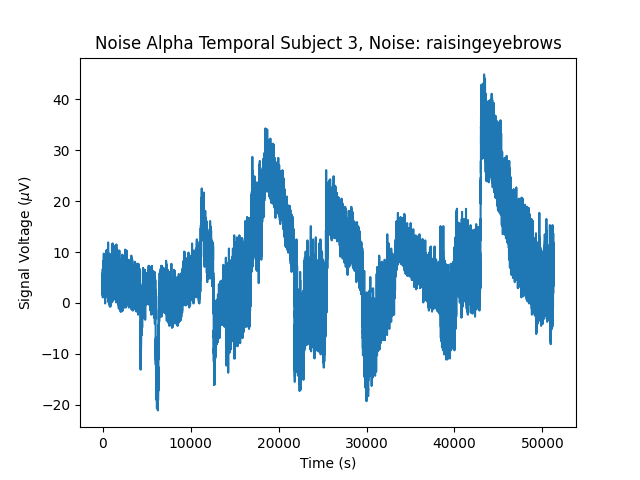 Noise Alpha Temporal Subject 3, Noise: raisingeyebrows
Signal Voltage (μV)
40
30
20
10
0
−10
−20
0 10000 20000 30000 40000 50000
Time (s)